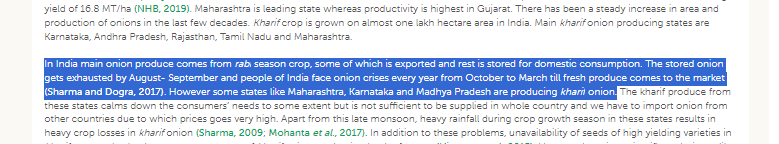 yield of 16.8 MT/ha (NHB, 2019). Maharashtra is leading state whereas productivity is highest in Gujarat. There has been a steady increase in area and
production of onions in the last few decades. Kharif crop is grown on almost one lakh hectare area in India. Main kharif onion producing states are
Karnataka, Andhra Pradesh, Rajasthan, Tamil Nadu and Maharashtra.
In India main onion produce comes from rabi season crop, some of which is exported and rest is stored for domestic consumption. The stored onion
gets exhausted by August- September and people of India face onion crises every year from October to March till fresh produce comes to the market
(Sharma and Dogra, 2017). However some states like Maharashtra, Karnataka and Madhya Pradesh are producing kharif onion. The kharif produce from
these states calms down the consumers' needs to some extent but is not sufficient to be supplied in whole country and we have to import onion from
other countries due to which prices goes very high. Apart from this late monsoon, heavy rainfall during crop growth season in these states results in
heavy crop losses in kharif onion (Sharma, 2009; Mohanta et al., 2017). In addition to these problems, unavailability of seeds of high yielding varieties in